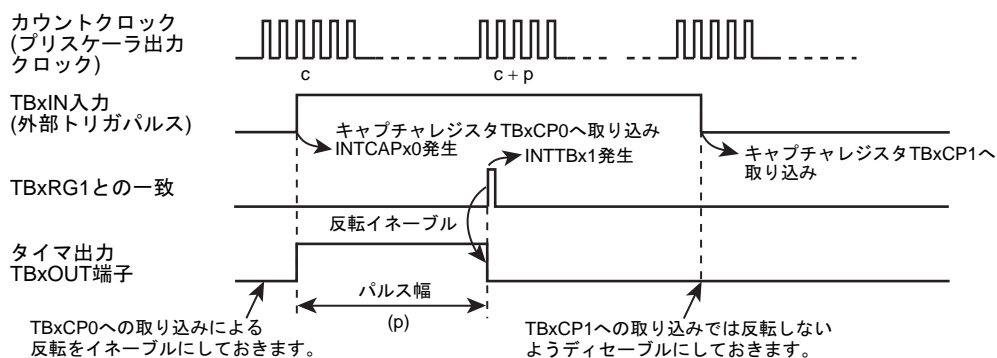 カウントクロック
(プリスケーラ出力
クロック)
c
c + p
TBxIN入力
(外部トリガパルス)
キャプチャレジスタTBxCP0へ取り込み
INTCAPx0発生
INTTBx1発生
キャプチャレジスタTBxCP1へ
取り込み
TBxRG1との一致
反転イネーブル
タイマ出力
TBxOUT端子
パルス幅
(p)
TBxCP0への取り込みによる
反転をイネーブルにしておきます。
TBxCP1への取り込みでは反転しない
ようディセーブルにしておきます。